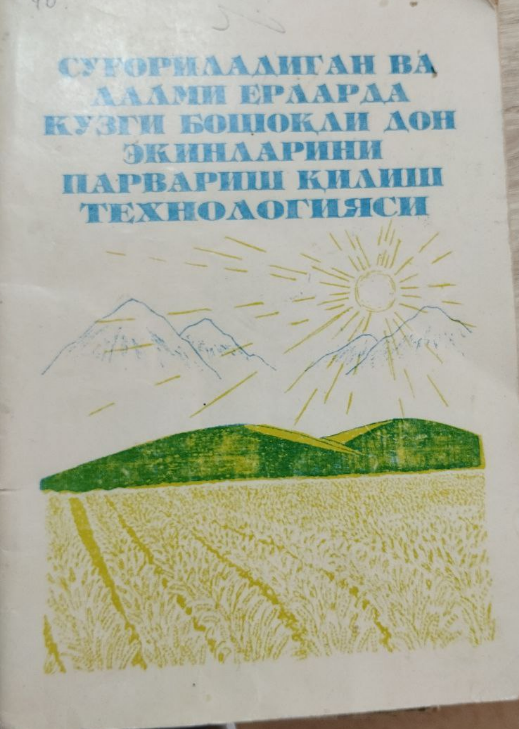 СУҒОРИЛАДИГАН ВА
ЛАЛМИ ЕРЛАРДА
КУЗГИ БОШОҚЛИ ДОН
ЭКИНЛАРИНИ
ПАРВАРИШ ҚИЛИШ
ТЕХНОЛОГИЯСИ